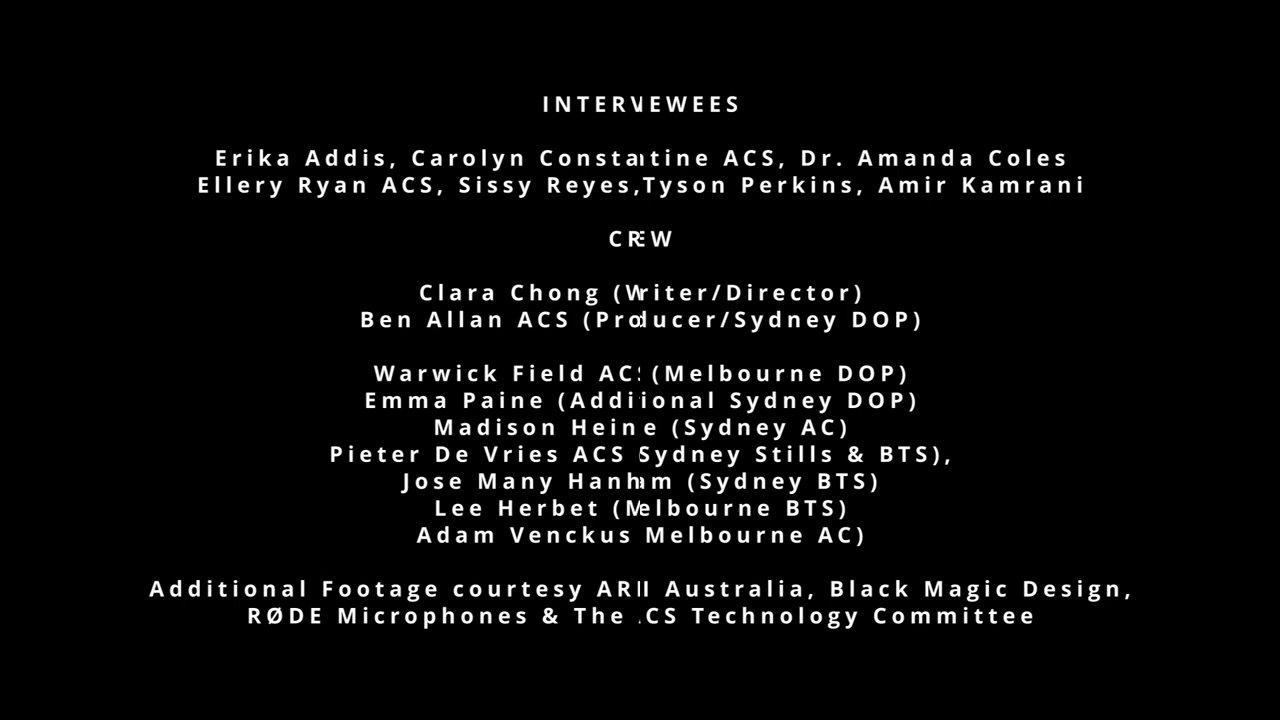 INTERVIEWEES
Erika Addis, Carolyn Constantine ACS, Dr. Amanda Coles
Ellery Ryan ACS, Sissy Reyes,Tyson Perkins, Amir Kamrani
CREW
Clara Chong (Writer/Director)
Ben Allan ACS (Producer/Sydney DOP)
Warwick Field ACS (Melbourne DOP)
Emma Paine (Additional Sydney DOP)
Madison Heine (Sydney AC)
Pieter De Vries ACS Sydney Stills & BTS),
Jose Many Hanham (Sydney BTS)
Lee Herbet (Melbourne BTS)
Adam Venckus Melbourne AC)
Additional Footage courtesy ARRI Australia, Black Magic Design,
RØDE Microphones & The ACS Technology Committee